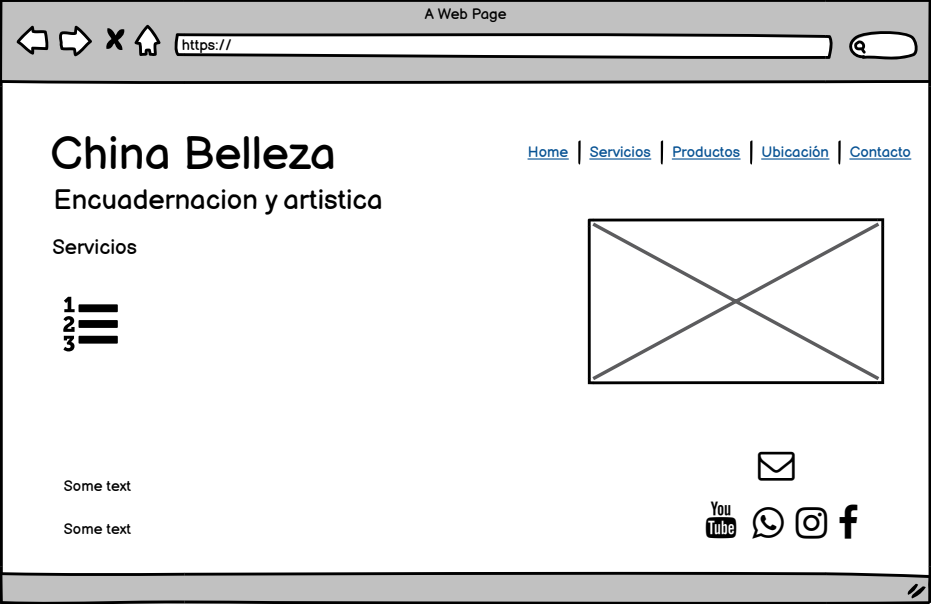 A Web Page
https://
China Belleza
Home | Servicios | Productos | Ubicación | Contacto
Encuadernacion y artistica
Servicios
1
2
3
Some text
Some text
You
Tube